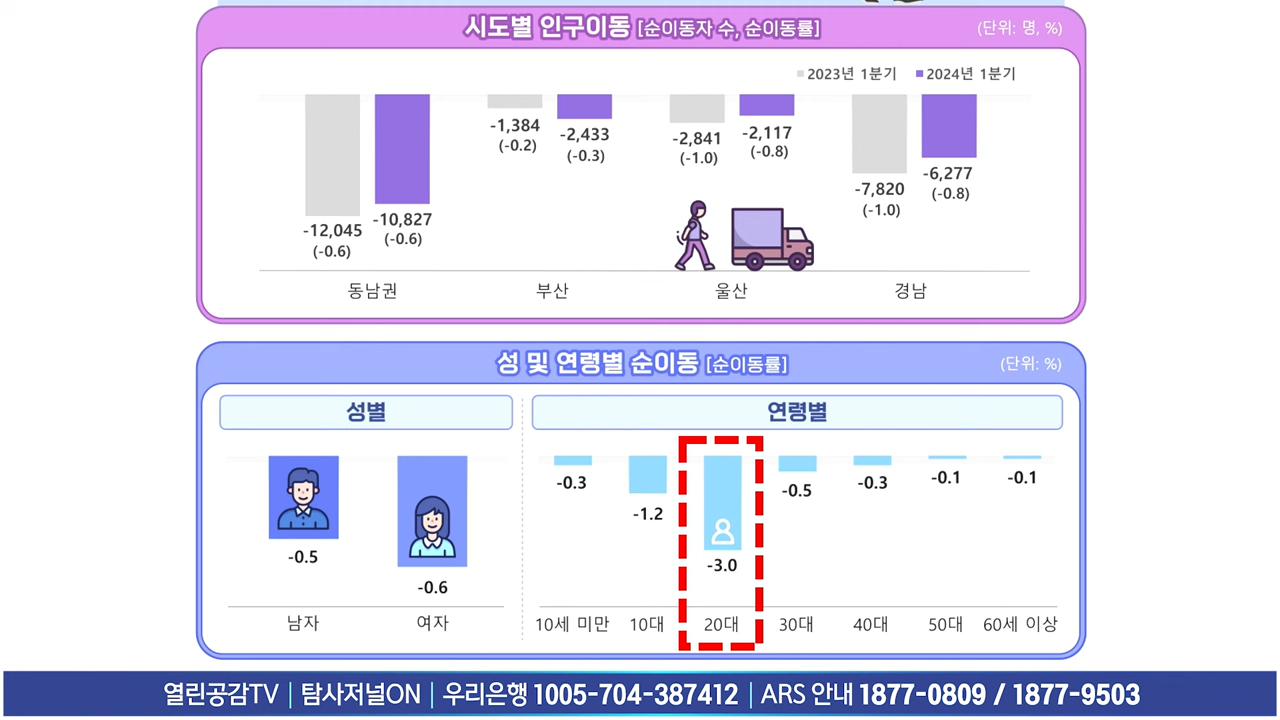 시도별 인구이동 [순이동자 수, 순이동률]
(단위: 명, %)
2023년 1분기
2024년 1분기
-12,045
(-0.6)
-10,827
(-0.6)
-1,384
(-0.2)
-2,433
(-0.3)
-2,841
(-1.0)
-2,117
(-0.8)
-7,820
(-1.0)
-6,277
(-0.8)
동남권
부산
울산
경남
성 및 연령별 순이동 [순이동률]
(단위: %)
성별
-0.5
-0.6
남자
여자
연령별
-0.3
-1.2
-3.0
-0.5
-0.3
-0.1
-0.1
10세 미만
10대
20대
30대
40대
50대
60세 이상
열린공감TV | 탐사저널ON | 우리은행 1005-704-387412 | ARS 안내 1877-0809 / 1877-9503